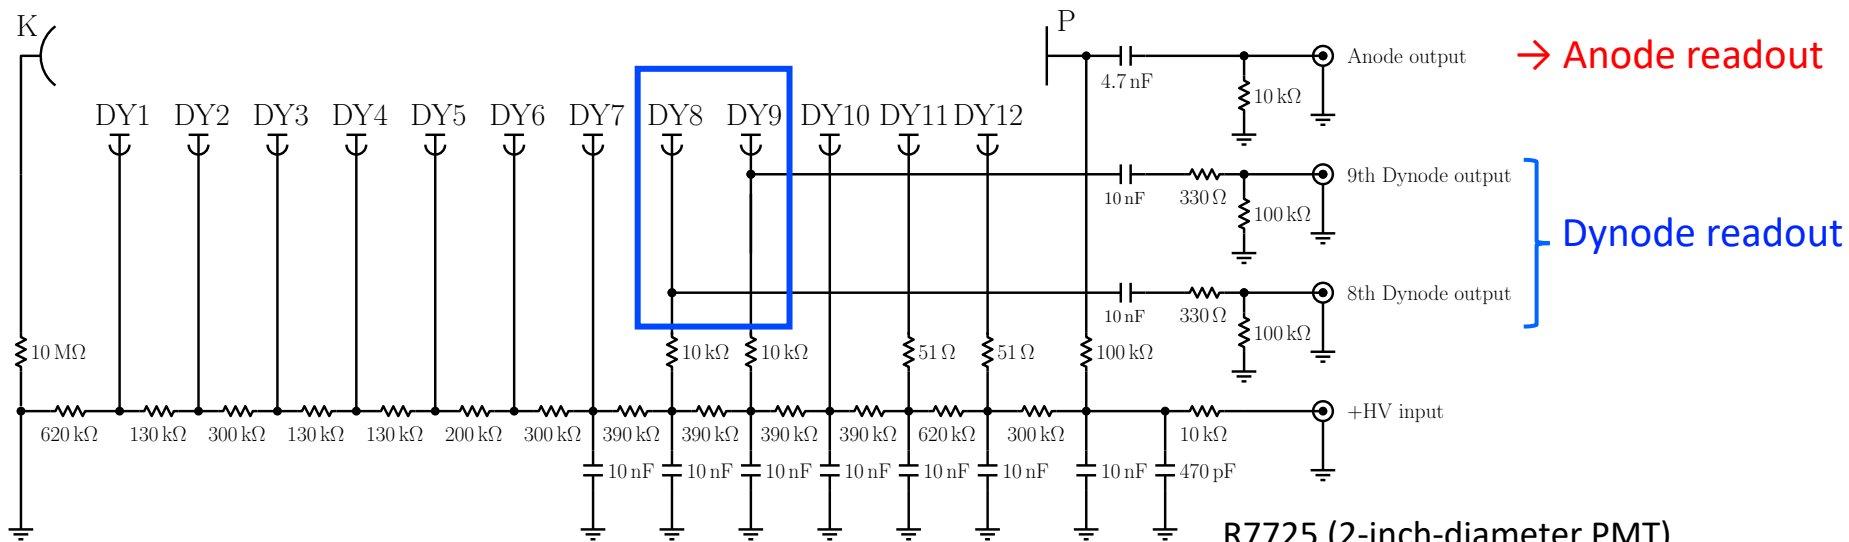 K
P
Anode output
→ Anode readout
4.7 nF
10 kΩ
DY1 DY2 DY3 DY4 DY5 DY6 DY7 DY8 DY9 DY10 DY11 DY12
9th Dynode output
10 nF
330 Ω
100 kΩ
Dynode readout
8th Dynode output
10 nF
330 Ω
100 kΩ
10 MΩ
10 kΩ
10 kΩ
51 Ω
51 Ω
100 kΩ
+HV input
620 kΩ 130 kΩ 300 kΩ 130 kΩ 130 kΩ 200 kΩ 300 kΩ 390 kΩ 390 kΩ 390 kΩ 390 kΩ 620 kΩ 300 kΩ 10 kΩ
10 nF 10 nF 10 nF 10 nF 10 nF 10 nF 10 nF 470 pF
R7725 (2-inch-diameter PMT)